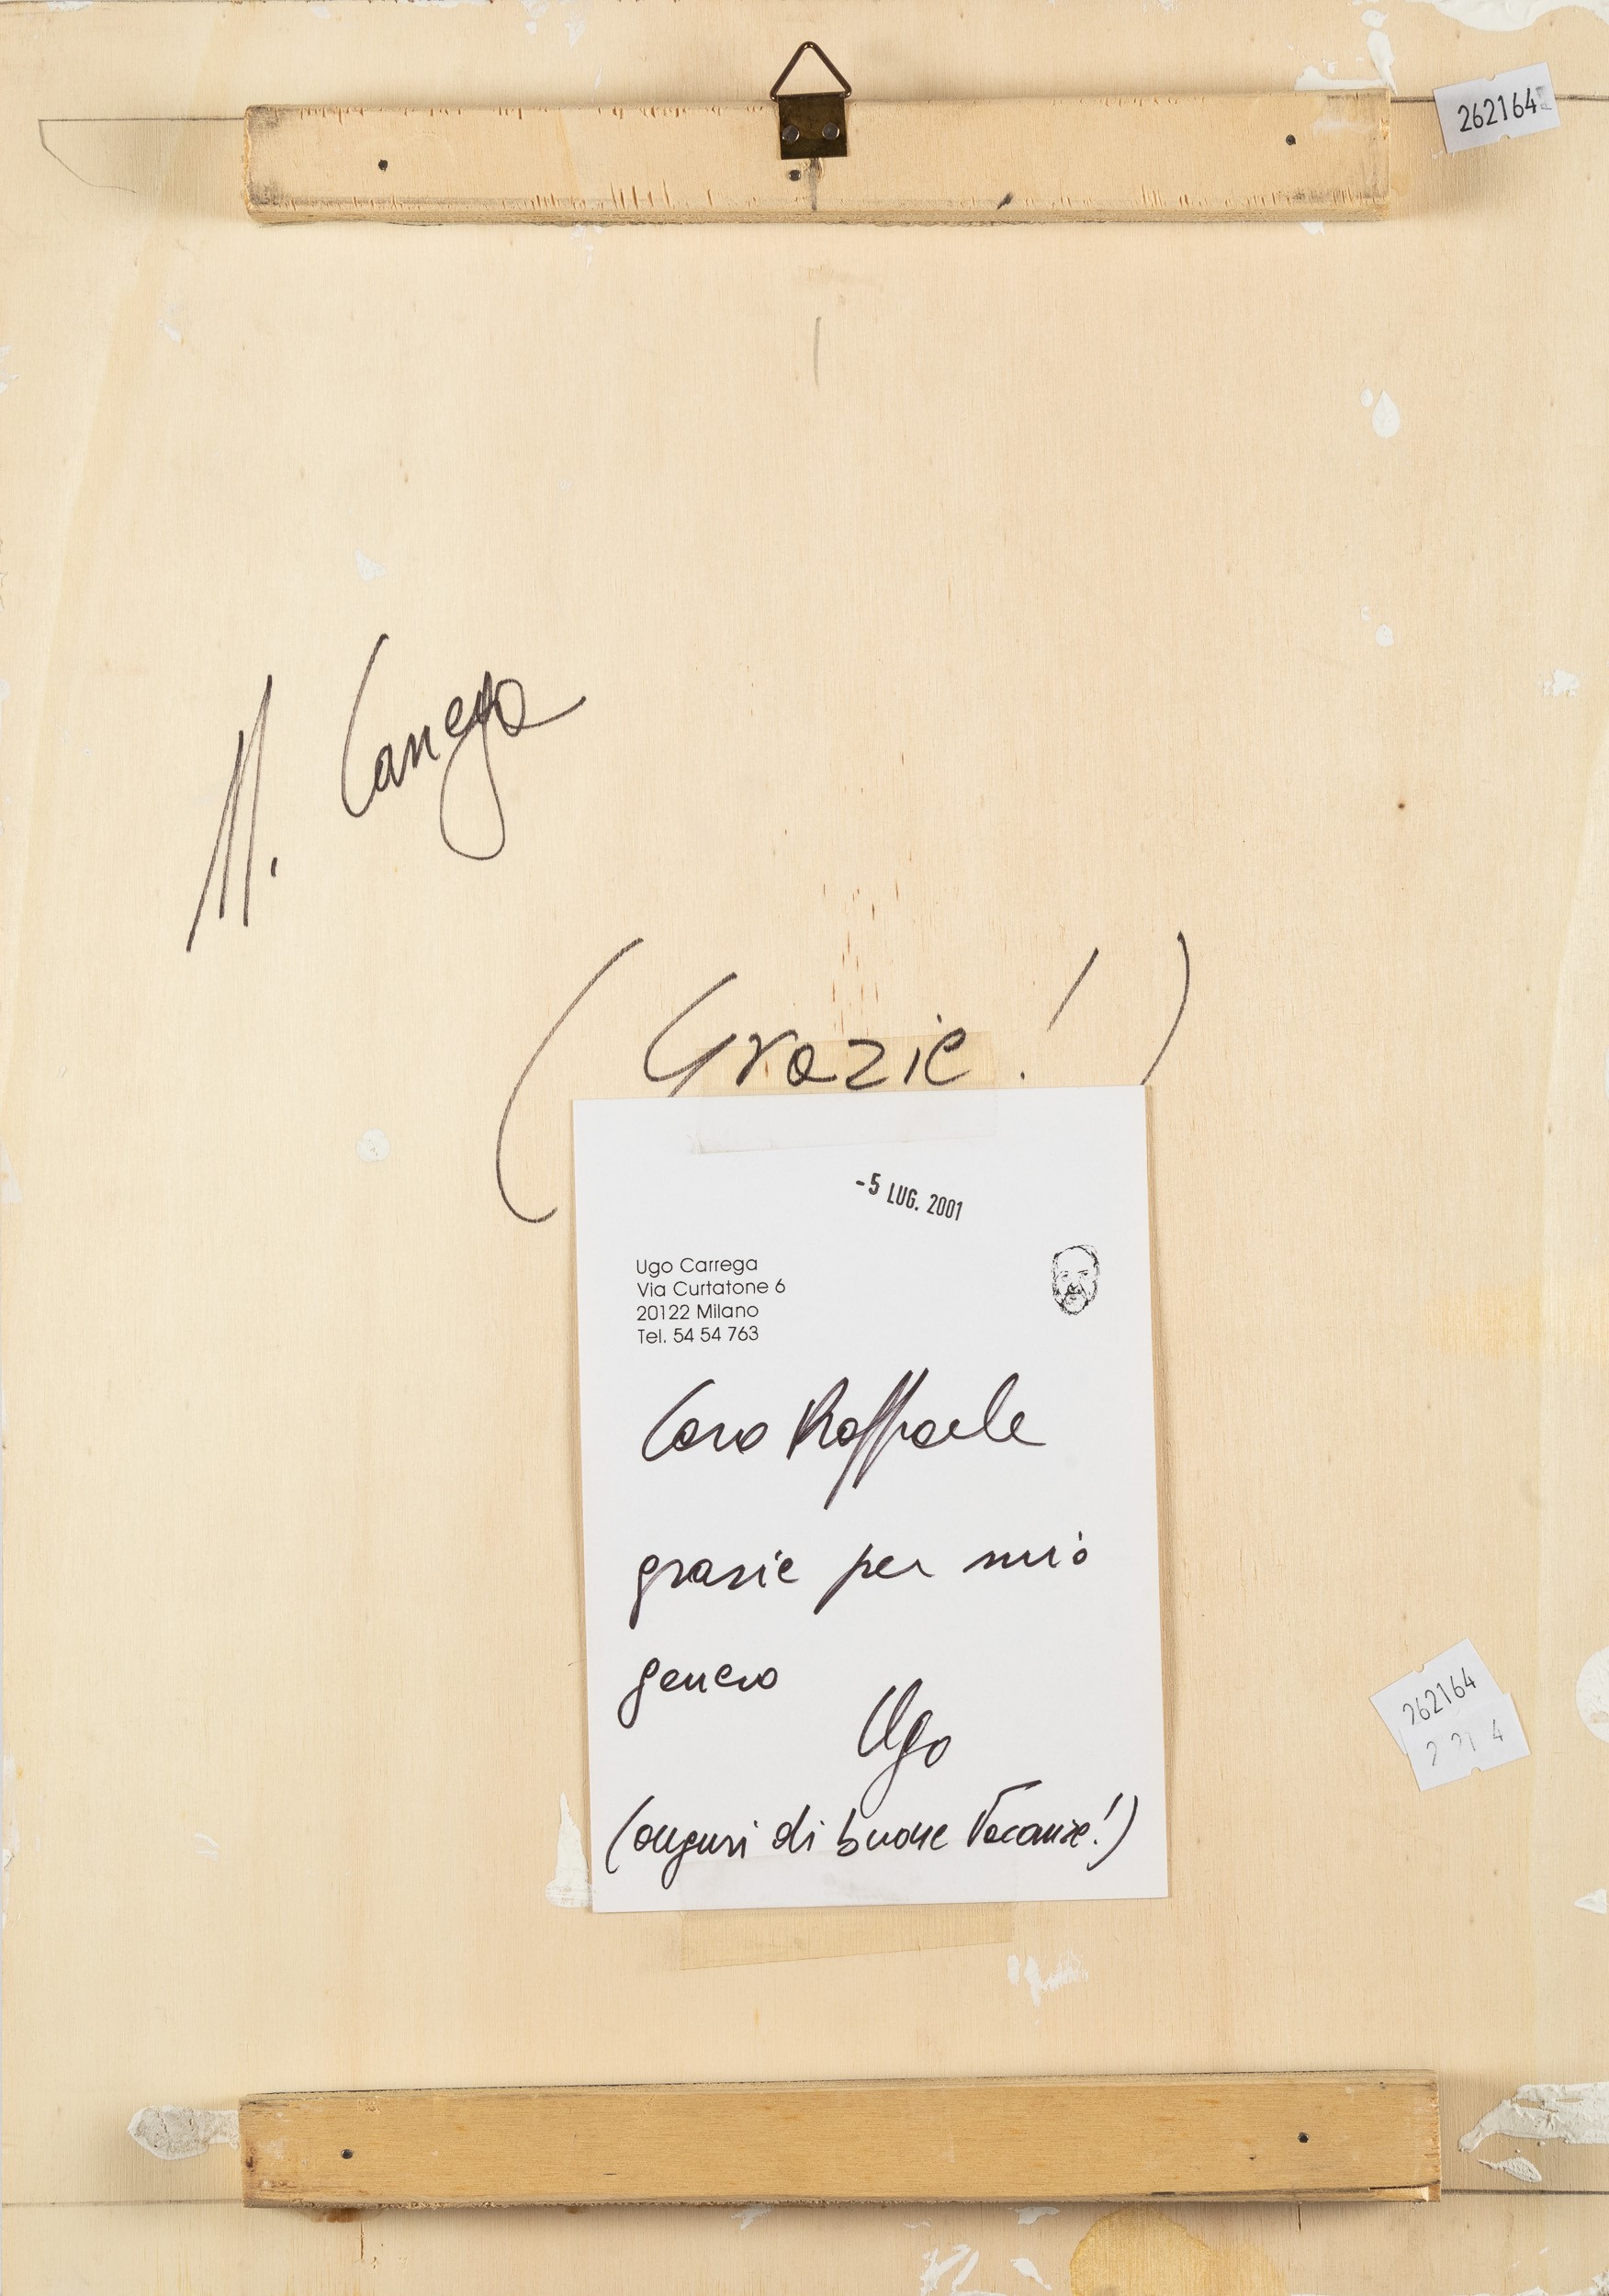 262164
U. Carrega
(Grazie!)
-5 LUG. 2001
Ugo Carrega
Via Curtatone 6
20122 Milano
Tel. 54 54 763
Caro Raffaele
grazie per mio
genero
Ugo
(auguri di buone Vacanze!)
262164